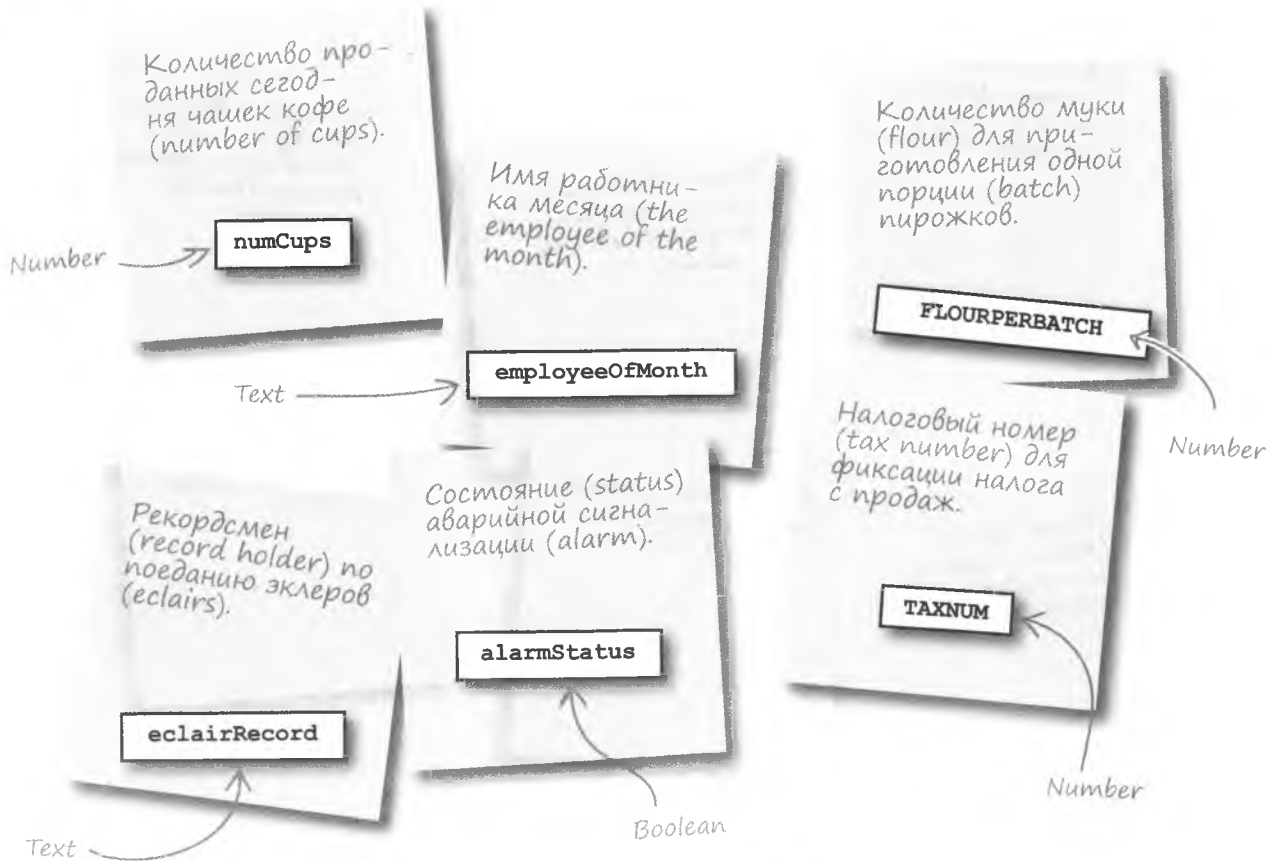 Количество про-
данных сегод-
ня чашек кофе
(number of cups).
numCups
Number
Имя работни-
ка месяца (the
employee of the
month).
employeeOfMonth
Text
Количество муки
(flour) для при-
готовления одной
порции (batch)
пирожков.
FLOURPERBATCH
Number
Рекордсмен
(record holder) по
поеданию эклеров
(eclairs).
eclairRecord
Text
Состояние (status)
аварийной сигна-
лизации (alarm).
alarmStatus
Boolean
Налоговый номер
(tax number) для
фиксации налога
с продаж.
TAXNUM
Number